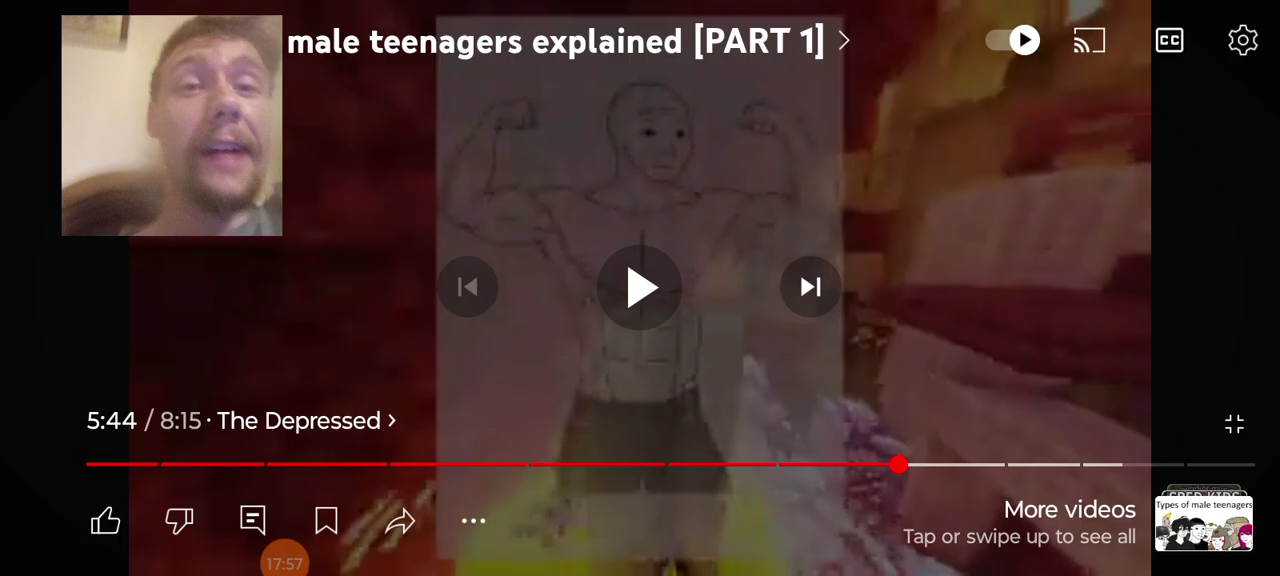 male teenagers explained [PART 1]
CC
5:44 / 8:15 · The Depressed
More videos
Tap or swipe up to see all
Types of male teenagers
17:57